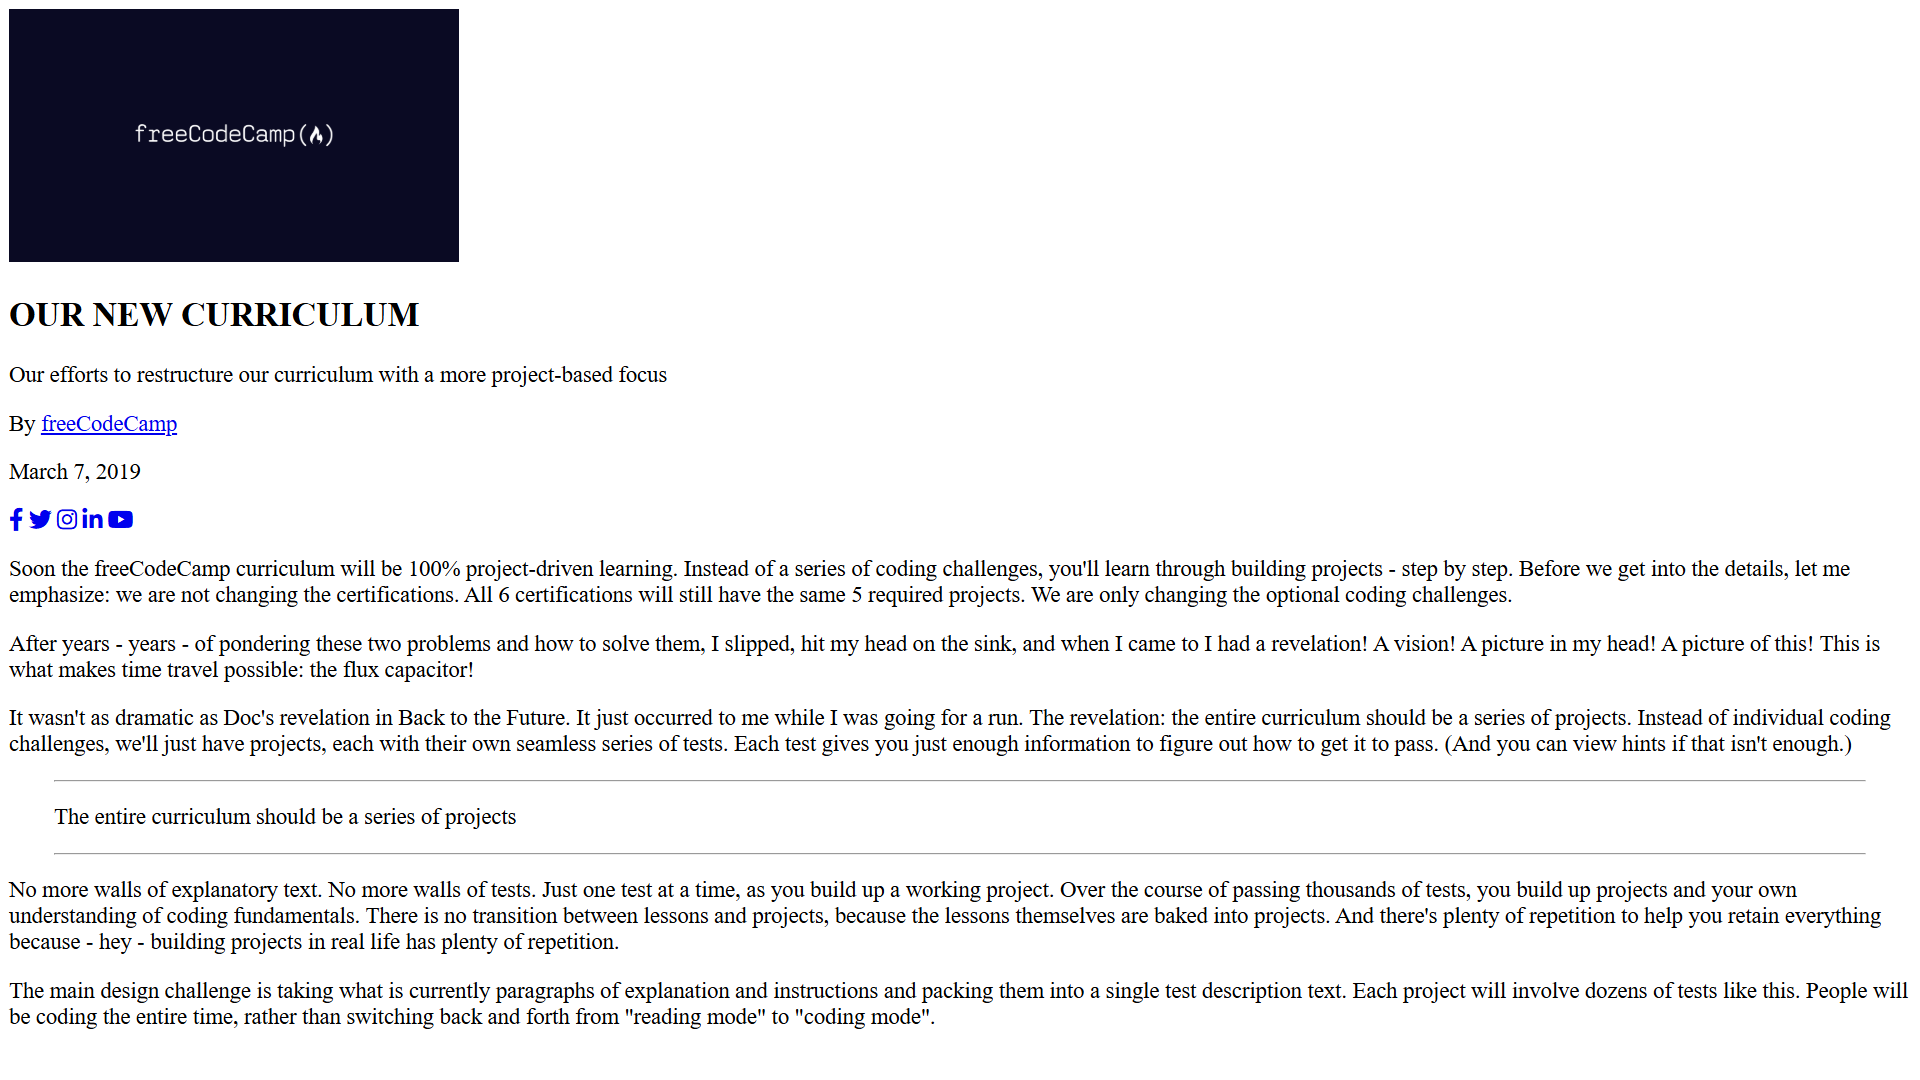 freeCodeCamp()
OUR NEW CURRICULUM
Our efforts to restructure our curriculum with a more project-based focus
By freeCodeCamp
March 7, 2019
Soon the freeCodeCamp curriculum will be 100% project-driven learning. Instead of a series of coding challenges, you'll learn through building projects - step by step. Before we get into the details, let me
emphasize: we are not changing the certifications. All 6 certifications will still have the same 5 required projects. We are only changing the optional coding challenges.
After years - years - of pondering these two problems and how to solve them, I slipped, hit my head on the sink, and when I came to I had a revelation! A vision! A picture in my head! A picture of this! This is
what makes time travel possible: the flux capacitor!
It wasn't as dramatic as Doc's revelation in Back to the Future. It just occurred to me while I was going for a run. The revelation: the entire curriculum should be a series of projects. Instead of individual coding
challenges, we'll just have projects, each with their own seamless series of tests. Each test gives you just enough information to figure out how to get it to pass. (And you can view hints if that isn't enough.)
The entire curriculum should be a series of projects
No more walls of explanatory text. No more walls of tests. Just one test at a time, as you build up a working project. Over the course of passing thousands of tests, you build up projects and your own
understanding of coding fundamentals. There is no transition between lessons and projects, because the lessons themselves are baked into projects. And there's plenty of repetition to help you retain everything
because - hey - building projects in real life has plenty of repetition.
The main design challenge is taking what is currently paragraphs of explanation and instructions and packing them into a single test description text. Each project will involve dozens of tests like this. People will
be coding the entire time, rather than switching back and forth from "reading mode" to "coding mode".